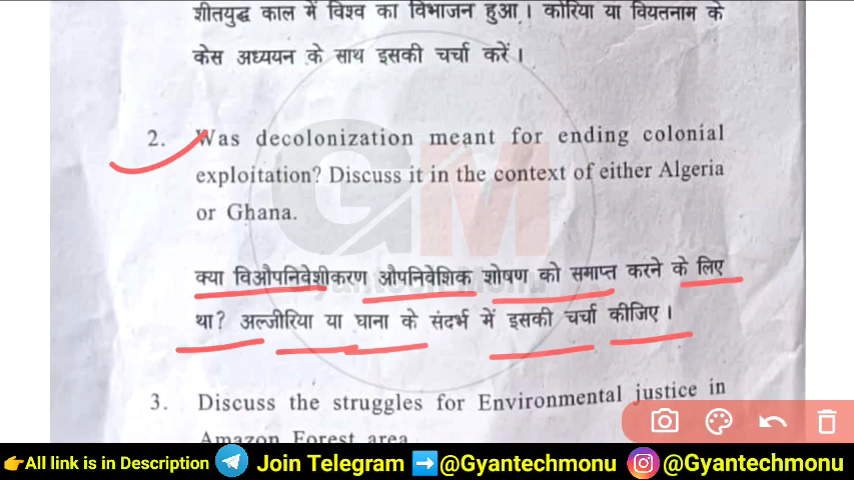 शीतयुद्ध काल में विश्व का विभाजन हुआ। कोरिया या वियतनाम के
केस अध्ययन के साथ इसकी चर्चा करें।
2. Was decolonization meant for ending colonial
exploitation? Discuss it in the context of either Algeria
or Ghana.
GM
Gyantechmonu
क्या विऔपनिवेशीकरण औपनिवेशिक शोषण को समाप्त करने के लिए
था? अल्जीरिया या घाना के संदर्भ में इसकी चर्चा कीजिए।
3. Discuss the struggles for Environmental justice in
Amazon Forest area
👉All link is in Description Join Telegram ➡️@Gyantechmonu @Gyantechmonu